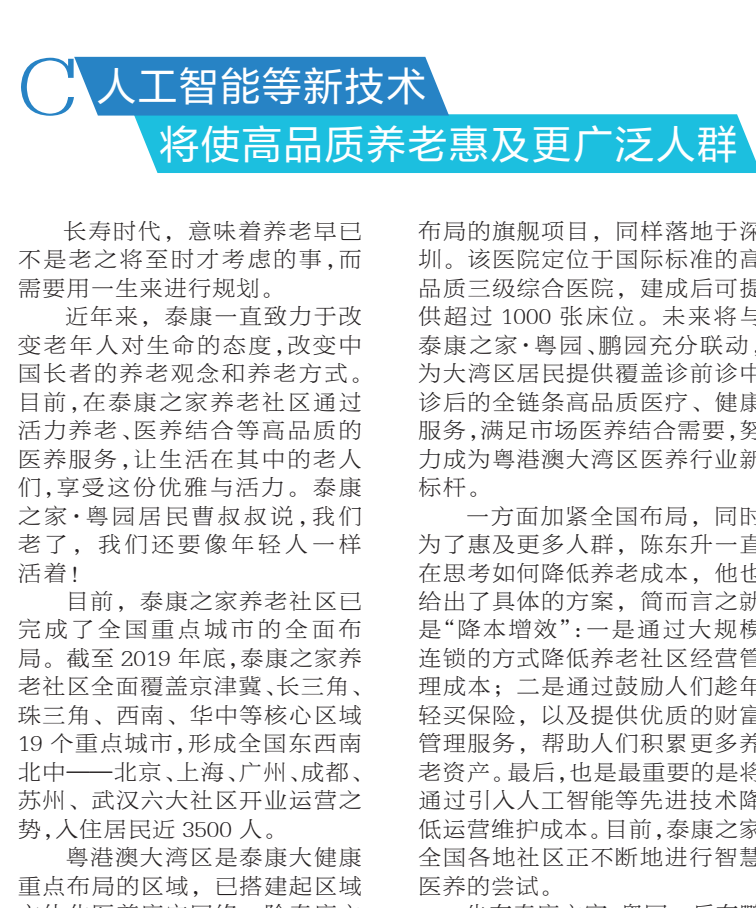 C 人工智能等新技术
将使高品质养老惠及更广泛人群
长寿时代，意味着养老早已
不是老之将至时才考虑的事，而
需要用一生来进行规划。
近年来，泰康一直致力于改
变老年人对生命的态度，改变中
国长者的养老观念和养老方式。
目前，在泰康之家养老社区通过
活力养老、医养结合等高品质的
医养服务，让生活在其中的老人
们，享受这份优雅与活力。泰康
之家·粤园居民曹叔叔说，我们
老了，我们还要像年轻人一样
活着！
目前，泰康之家养老社区已
完成了全国重点城市的全面布
局。截至 2019 年底，泰康之家养
老社区全面覆盖京津冀、长三角、
珠三角、西南、华中等核心区域
19 个重点城市，形成全国东西南
北中——北京、上海、广州、成都、
苏州、武汉六大社区开业运营之
势，入住居民近 3500 人。
粤港澳大湾区是泰康大健康
重点布局的区域，已搭建起区域
布局的旗舰项目，同样落地于深
圳。该医院定位于国际标准的高
品质三级综合医院，建成后可提
供超过 1000 张床位。未来将与
泰康之家·粤园、鹏园充分联动，
为大湾区居民提供覆盖诊前诊中
诊后的全链条高品质医疗、健康
服务，满足市场医养结合需要，努
力成为粤港澳大湾区医养行业新
标杆。
一方面加紧全国布局，同时
为了惠及更多人群，陈东升一直
在思考如何降低养老成本，他也
给出了具体的方案，简而言之就
是“降本增效”：一是通过大规模
连锁的方式降低养老社区经营管
理成本；二是通过鼓励人们趁年
轻买保险，以及提供优质的财富
管理服务，帮助人们积累更多养
老资产。最后，也是最重要的是将
通过引入人工智能等先进技术降
低运营维护成本。目前，泰康之家
全国各地社区正不断地进行智慧
医养的尝试。